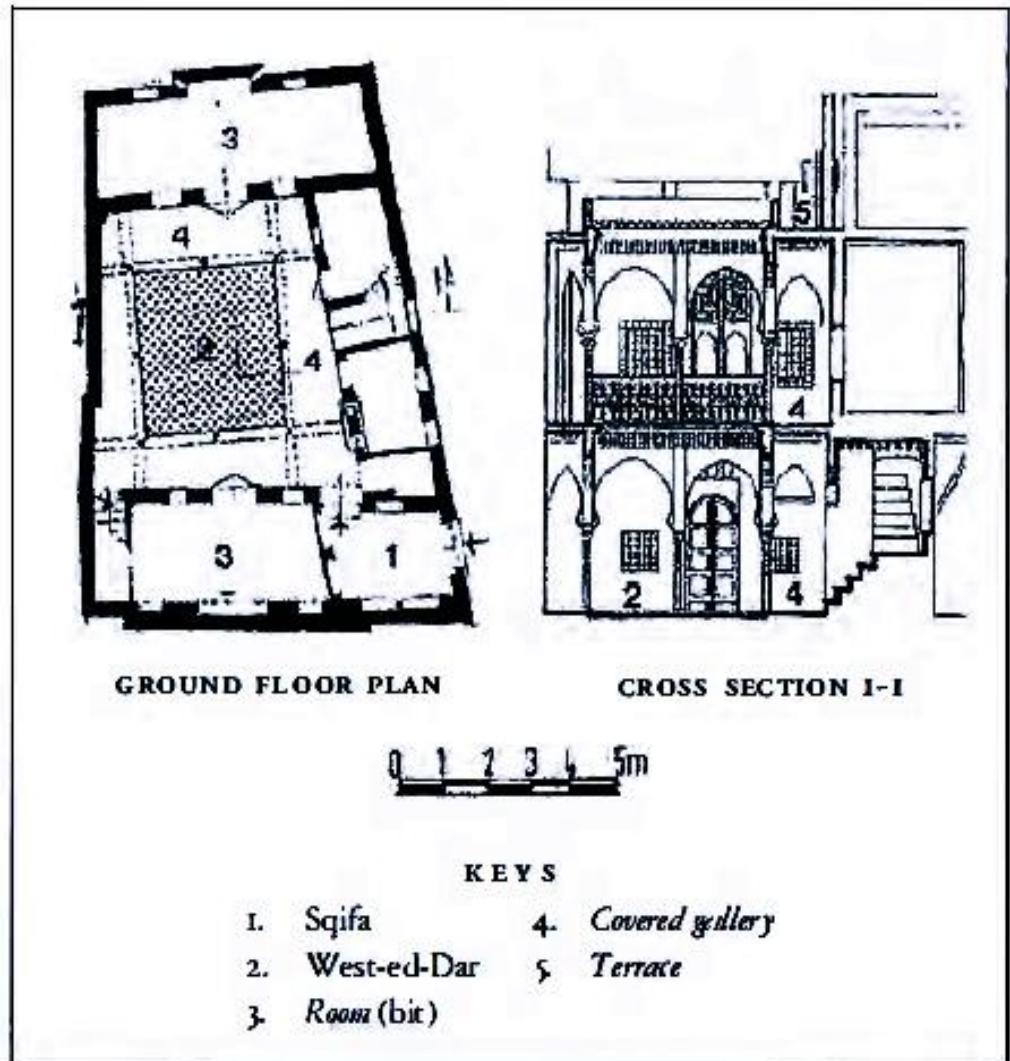 3
4
2
4
3
1
5
4
2
4
GROUND FLOOR PLAN
CROSS SECTION I-I
0 1 2 3 4 5m
KEYS
1. Sqifa
2. West-ed-Dar
3. Room (bit)
4. Covered gallery
5. Terrace